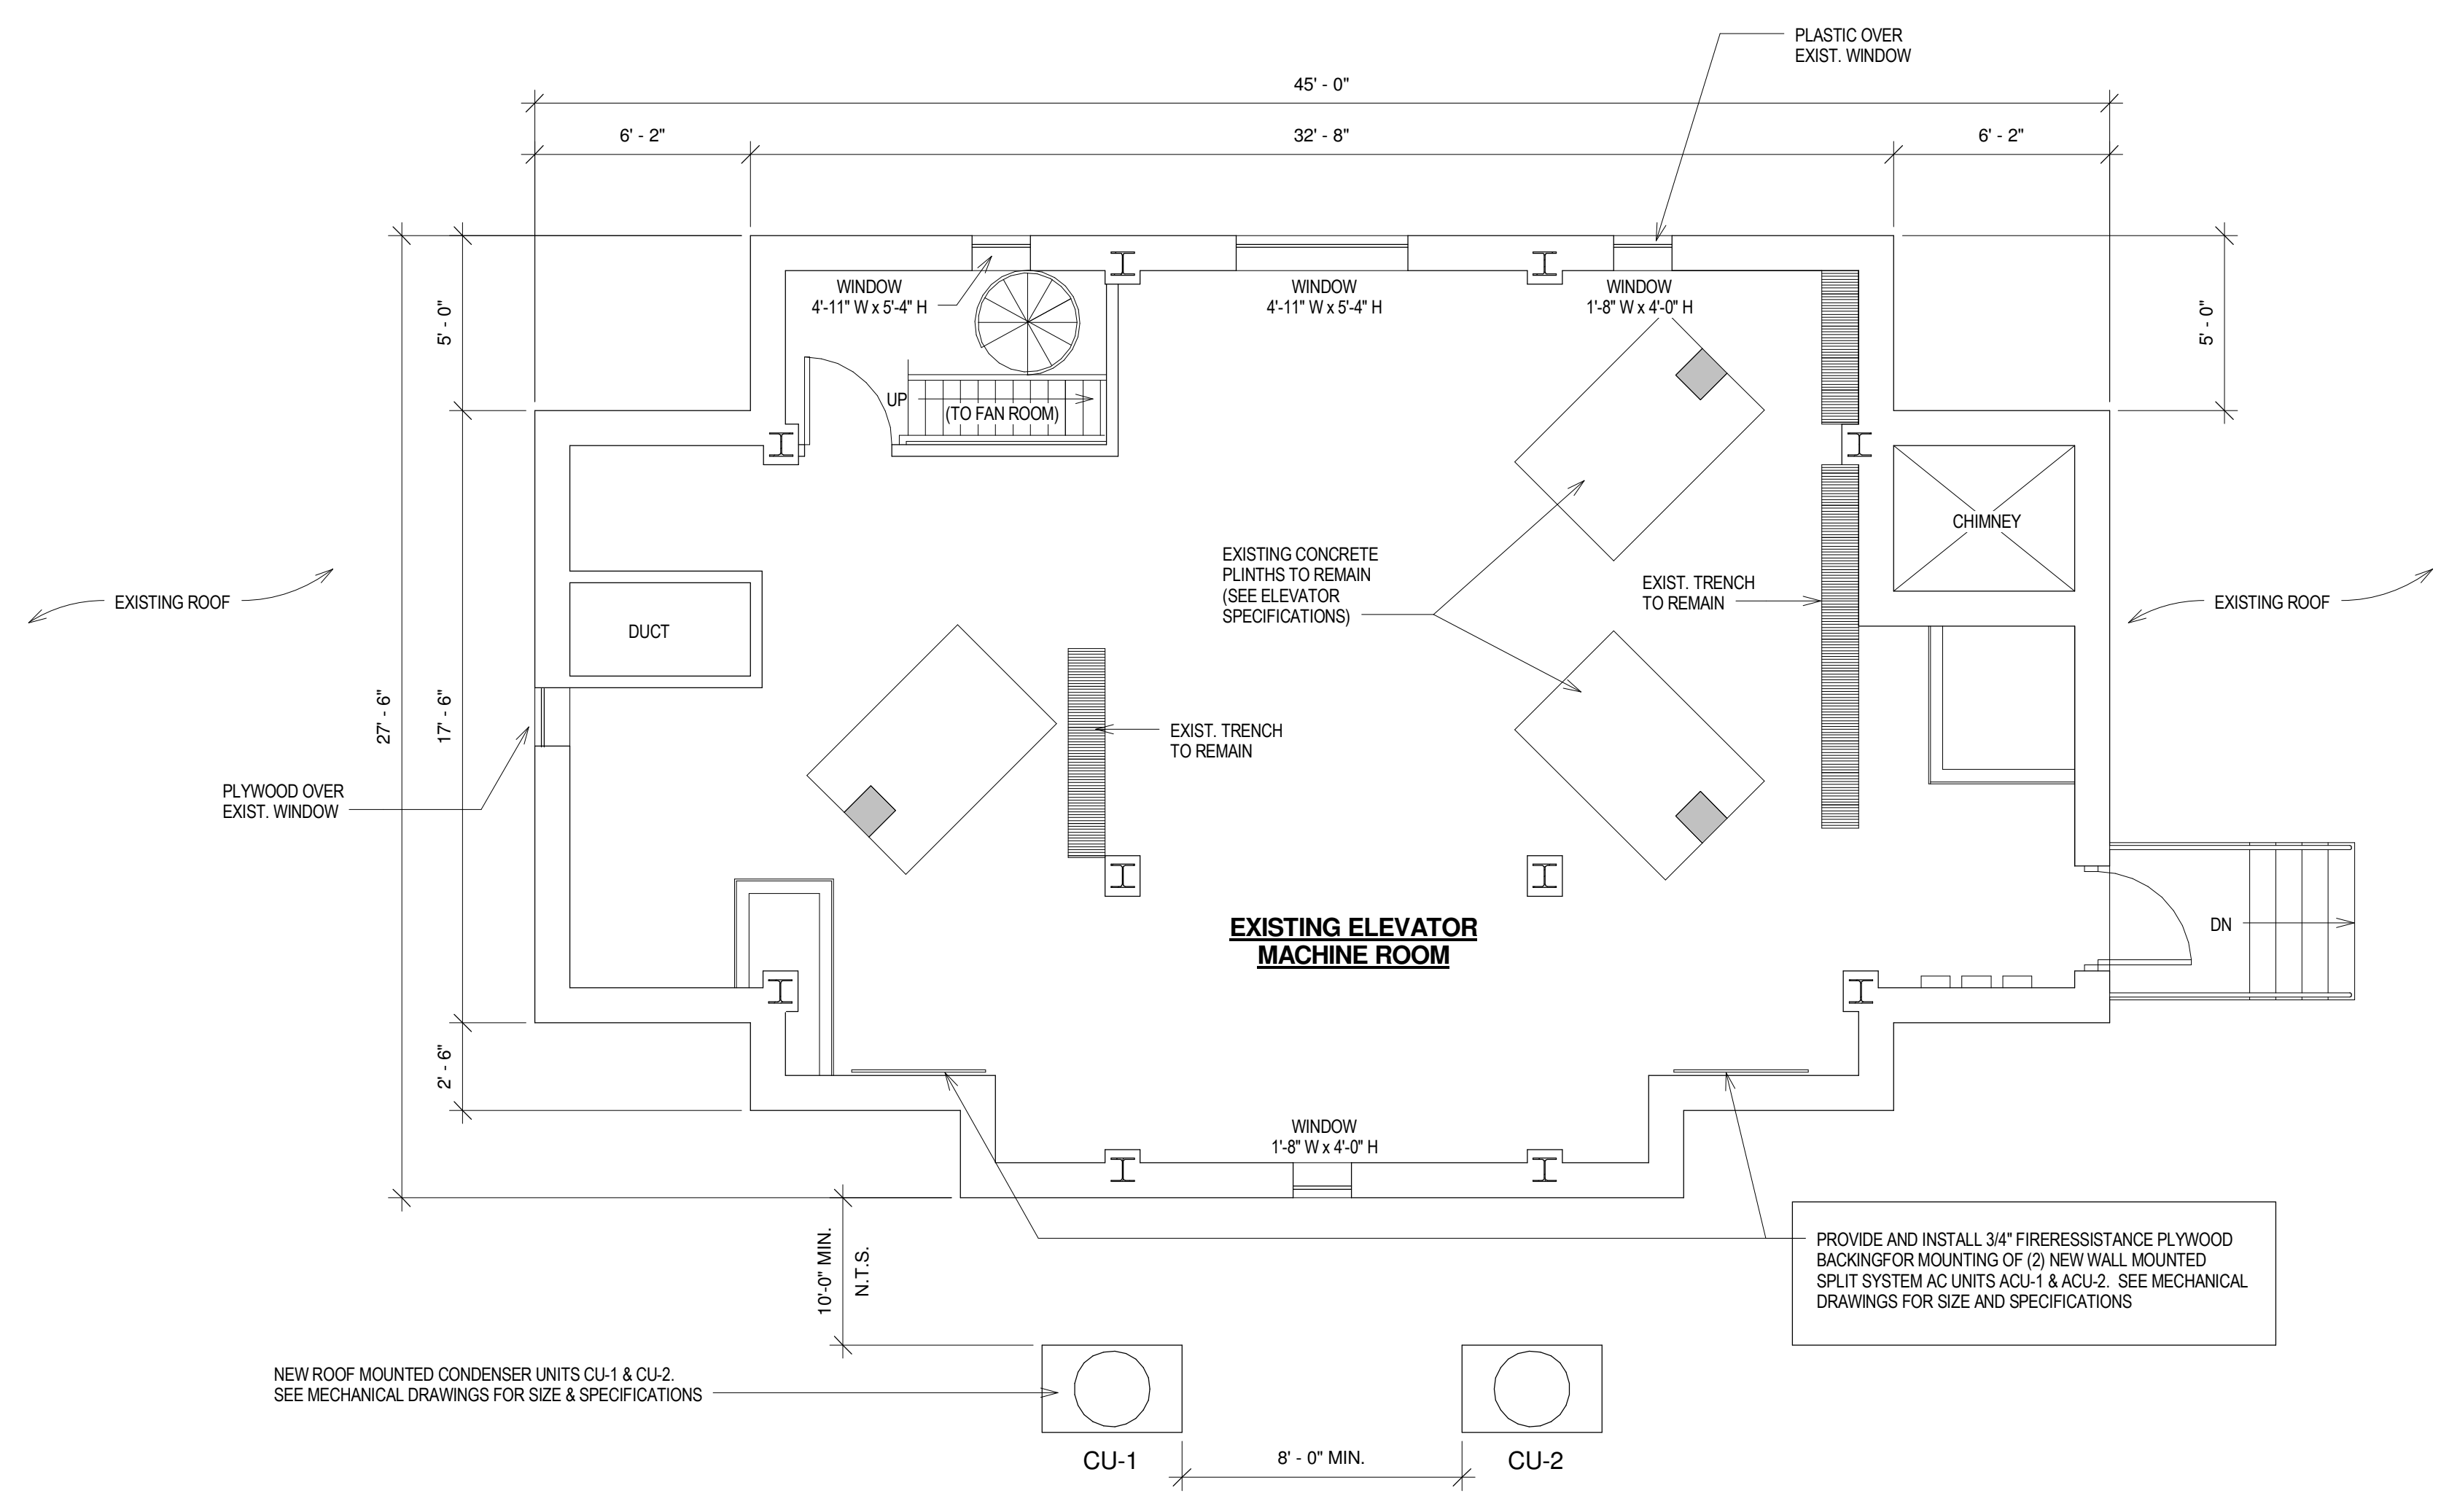 PLASTIC OVER
EXIST. WINDOW
45' - 0"
6' - 2"
32' - 8"
6' - 2"
WINDOW
4'-11" W x 5'-4" H
WINDOW
4'-11" W x 5'-4" H
WINDOW
1'-8" W x 4'-0" H
5' - 0"
5' - 0"
UP
(TO FAN ROOM)
CHIMNEY
EXISTING CONCRETE
PLINTHS TO REMAIN
(SEE ELEVATOR
SPECIFICATIONS)
EXIST. TRENCH
TO REMAIN
EXISTING ROOF
EXISTING ROOF
DUCT
27' - 6"
17' - 6"
EXIST. TRENCH
TO REMAIN
PLYWOOD OVER
EXIST. WINDOW
EXISTING ELEVATOR
MACHINE ROOM
DN
2' - 6"
WINDOW
1'-8" W x 4'-0" H
10'-0" MIN.
N.T.S.
PROVIDE AND INSTALL 3/4" FIRERESSISTANCE PLYWOOD
BACKINGFOR MOUNTING OF (2) NEW WALL MOUNTED
SPLIT SYSTEM AC UNITS ACU-1 & ACU-2.  SEE MECHANICAL
DRAWINGS FOR SIZE AND SPECIFICATIONS
NEW ROOF MOUNTED CONDENSER UNITS CU-1 & CU-2.
SEE MECHANICAL DRAWINGS FOR SIZE & SPECIFICATIONS
CU-1
8' - 0" MIN.
CU-2